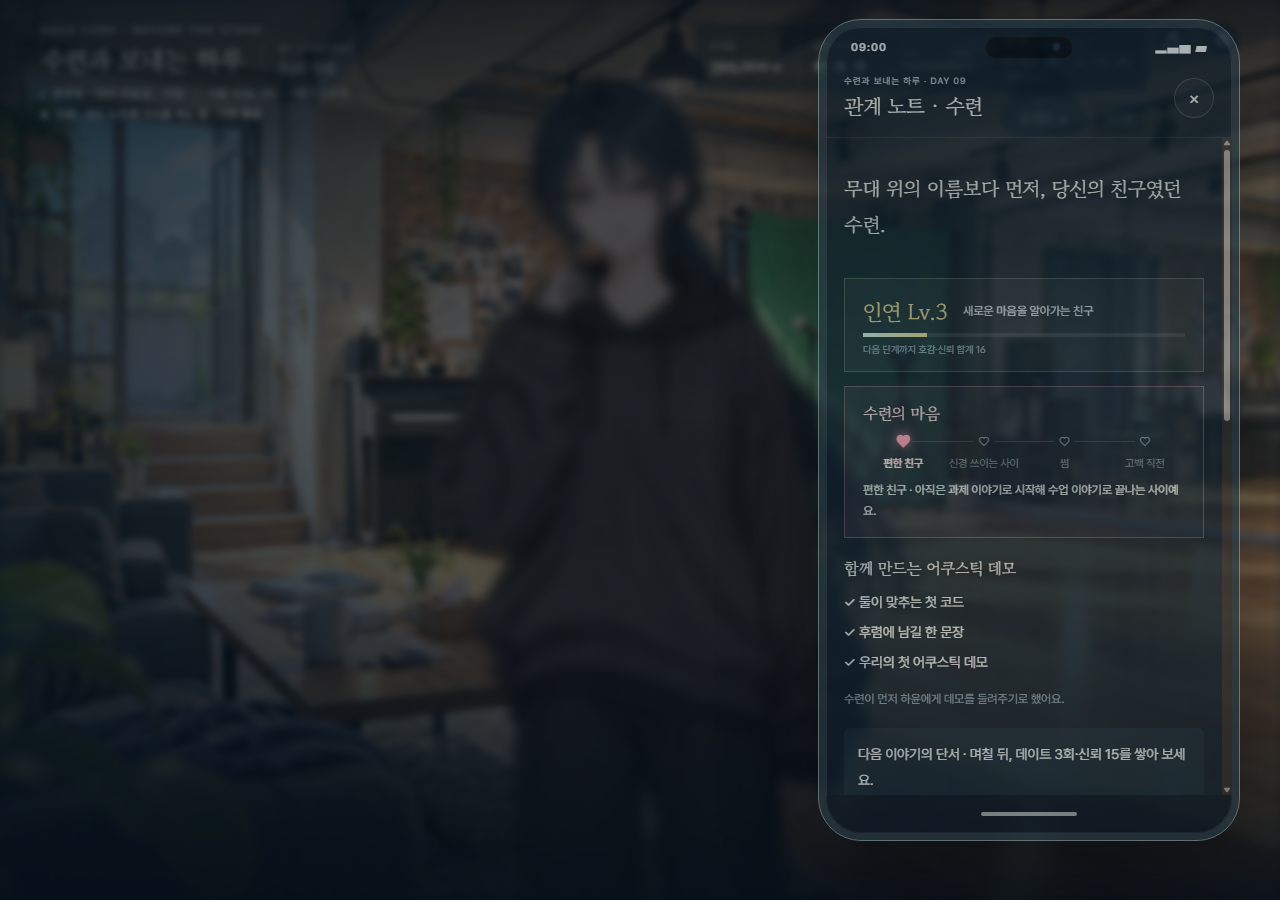 수련과 보내는 하루
09:00
수련과 보내는 하루 · DAY 09
관계 노트 · 수련
×
무대 위의 이름보다 먼저, 당신의 친구였던
수련.
인연 Lv.3 새로운 마음을 알아가는 친구
다음 단계까지 호감·신뢰 합계 16
수련의 마음
편한 친구 신경 쓰이는 사이 썸 고백 직전
편한 친구 · 아직은 과제 이야기로 시작해 수업 이야기로 끝나는 사이예
요.
함께 만드는 어쿠스틱 데모
✓ 둘이 맞추는 첫 코드
✓ 후렴에 남길 한 문장
✓ 우리의 첫 어쿠스틱 데모
수련이 먼저 하윤에게 데모를 들려주기로 했어요.
다음 이야기의 단서 · 며칠 뒤, 데이트 3회·신뢰 15를 쌓아 보세
요.